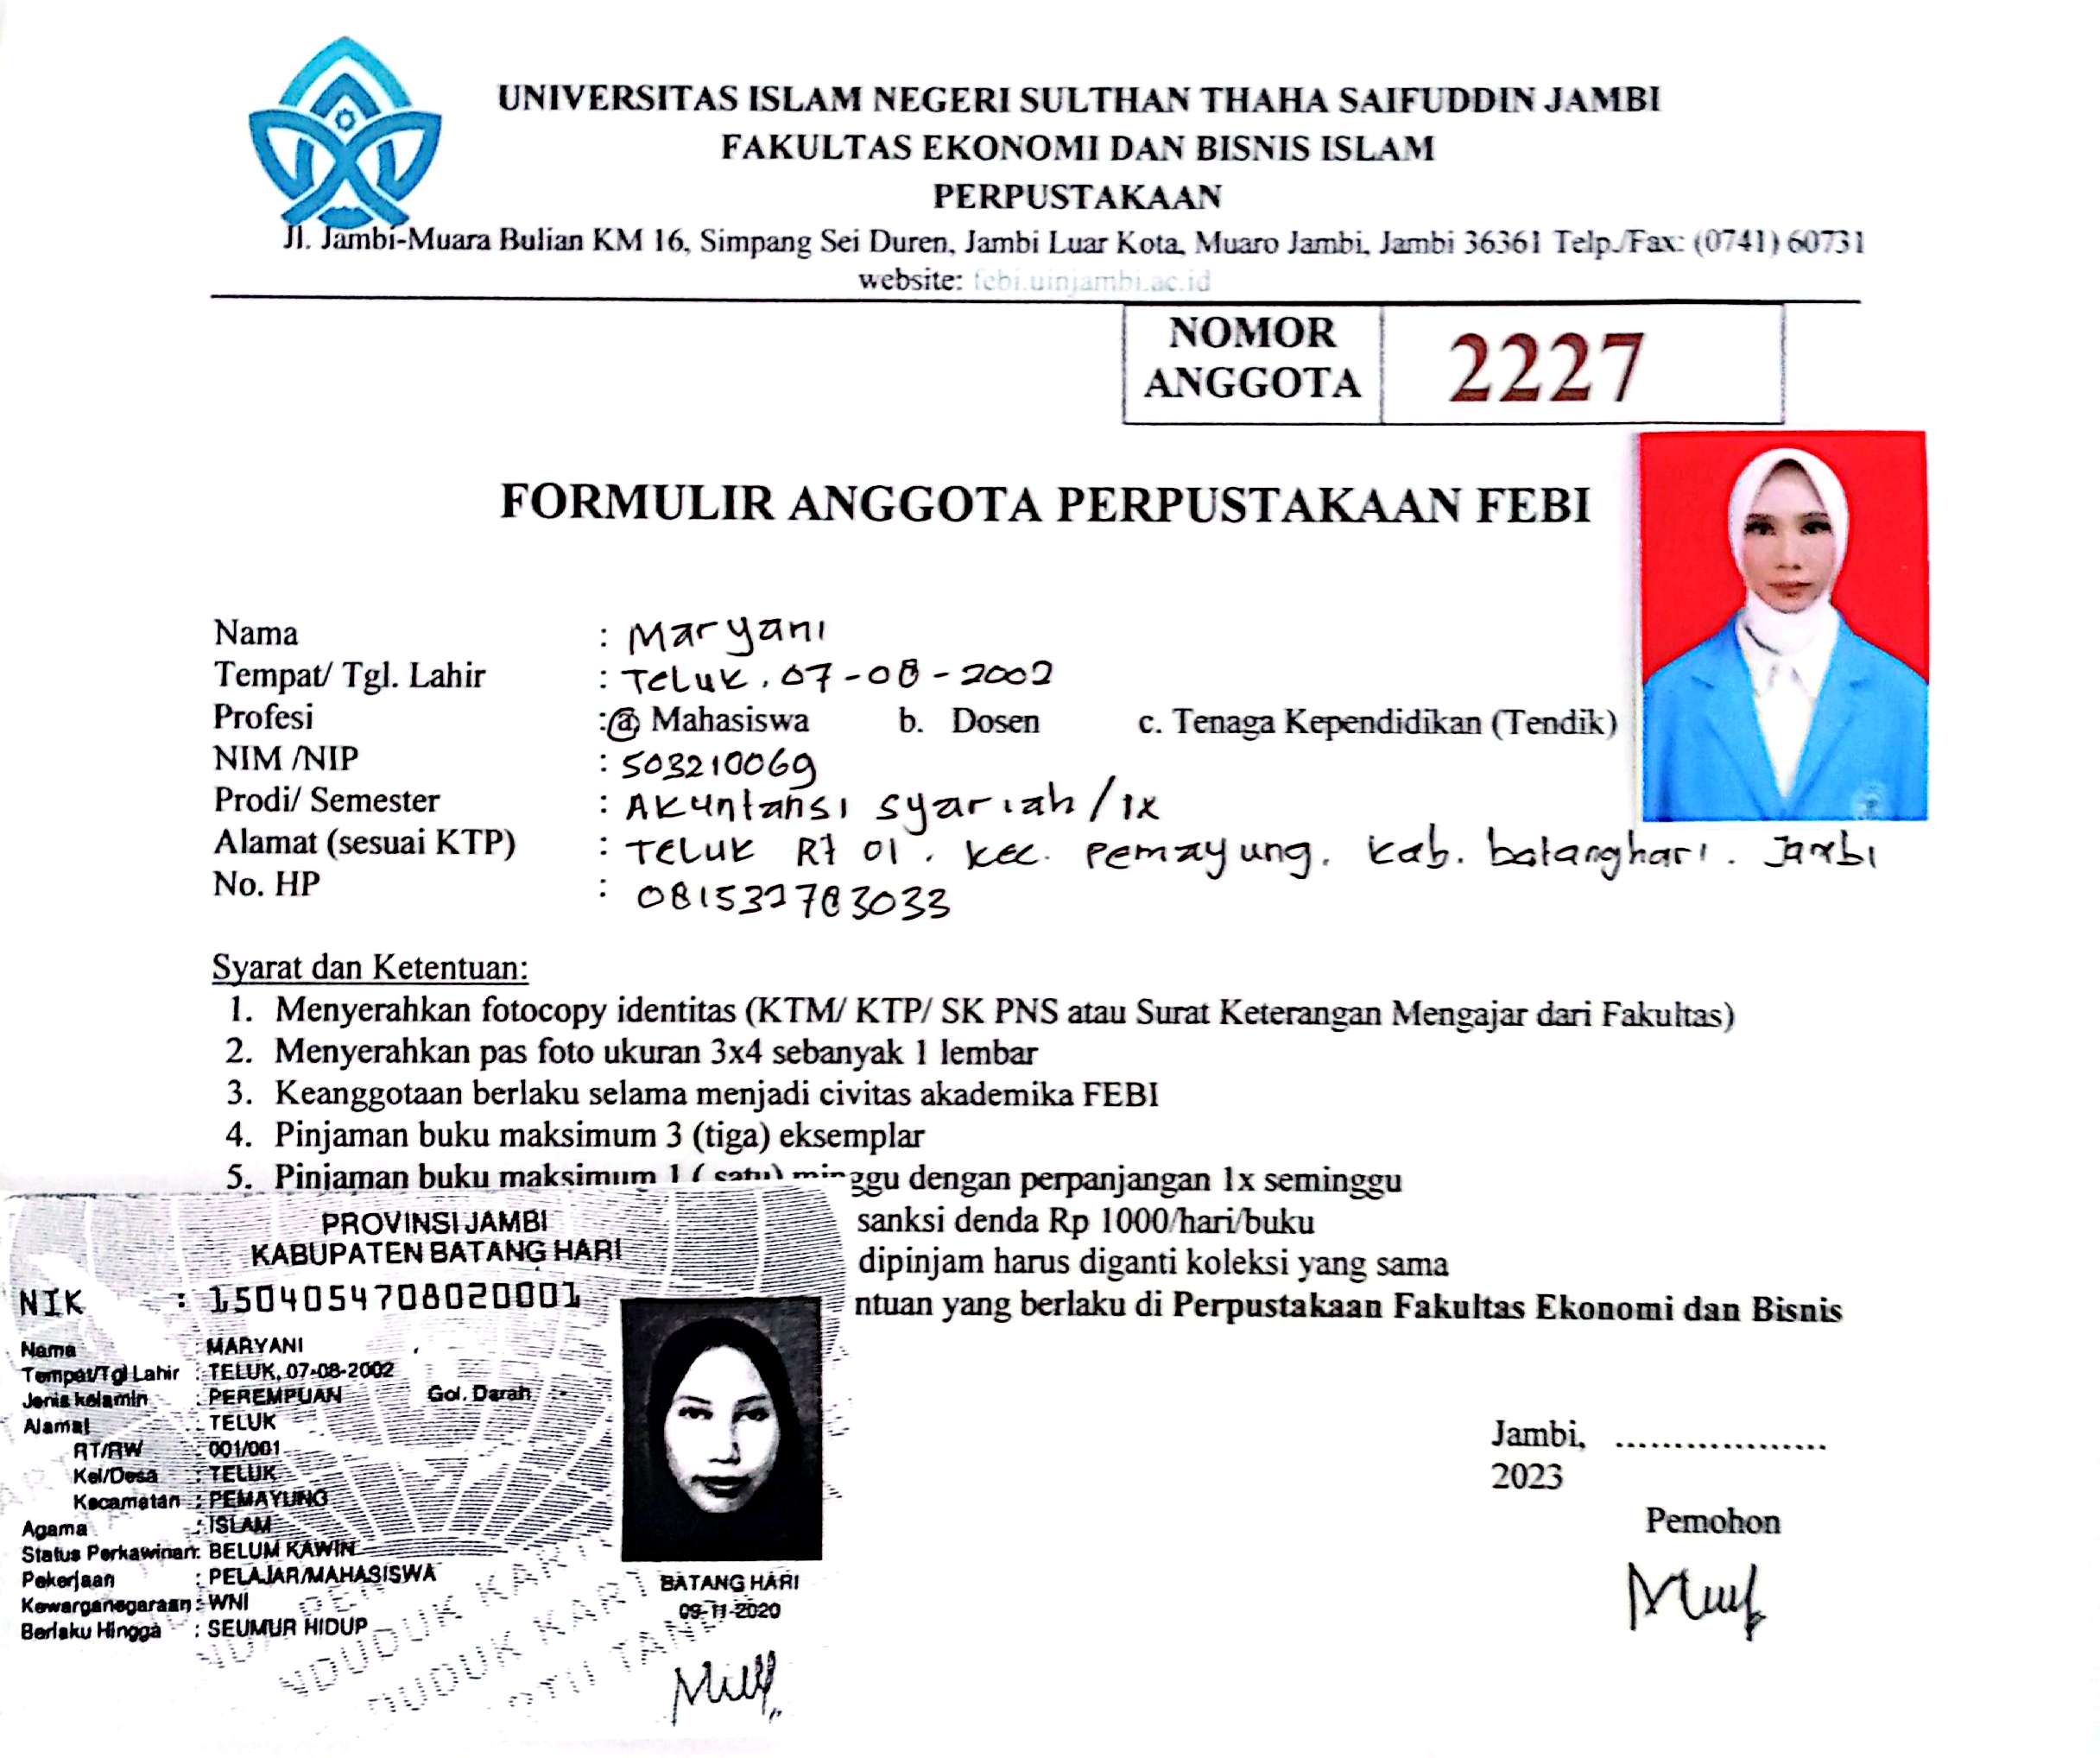 UNIVERSITAS ISLAM NEGERI SULTHAN THAHA SAIFUDDIN JAMBI
FAKULTAS EKONOMI DAN BISNIS ISLAM
PERPUSTAKAAN
Jl. Jambi-Muara Bulian KM 16, Simpang Sei Duren, Jambi Luar Kota, Muaro Jambi, Jambi 36361 Telp./Fax: (0741) 60731
website: febi.uinjambi.ac.id
NOMOR ANGGOTA 2227
FORMULIR ANGGOTA PERPUSTAKAAN FEBI
Nama : Maryani
Tempat/ Tgl. Lahir : Teluk, 07-08-2002
Profesi : a Mahasiswa b. Dosen c. Tenaga Kependidikan (Tendik)
NIM /NIP : 503210069
Prodi/ Semester : Akuntansi syariah / IX
Alamat (sesuai KTP) : Teluk Rt 01, Kec. Pemayung, Kab. batanghari. Jambi
No. HP :
Syarat dan Ketentuan:
1. Menyerahkan fotocopy identitas (KTM/ KTP/ SK PNS atau Surat Keterangan Mengajar dari Fakultas)
2. Menyerahkan pas foto ukuran 3x4 sebanyak 1 lembar
3. Keanggotaan berlaku selama menjadi civitas akademika FEBI
4. Pinjaman buku maksimum 3 (tiga) eksemplar
5. Pinjaman buku maksimum 1 ( satu) minggu dengan perpanjangan 1x seminggu
sanksi denda Rp 1000/hari/buku
dipinjam harus diganti koleksi yang sama
ntuan yang berlaku di Perpustakaan Fakultas Ekonomi dan Bisnis
PROVINSI JAMBI
KABUPATEN BATANG HARI
NIK : 1504054708020001
Nama : MARYANI
Tempat/Tgl Lahir : TELUK, 07-08-2002
Jenis kelamin : PEREMPUAN Gol. Darah : -
Alamat : TELUK
RT/RW : 001/001
Kel/Desa : TELUK
Kecamatan : PEMAYUNG
Agama : ISLAM
Status Perkawinan: BELUM KAWIN
Pekerjaan : PELAJAR/MAHASISWA
Kewarganegaraan: WNI
Berlaku Hingga : SEUMUR HIDUP
BATANG HARI
09-11-2020
Jambi, ..................
2023
Pemohon